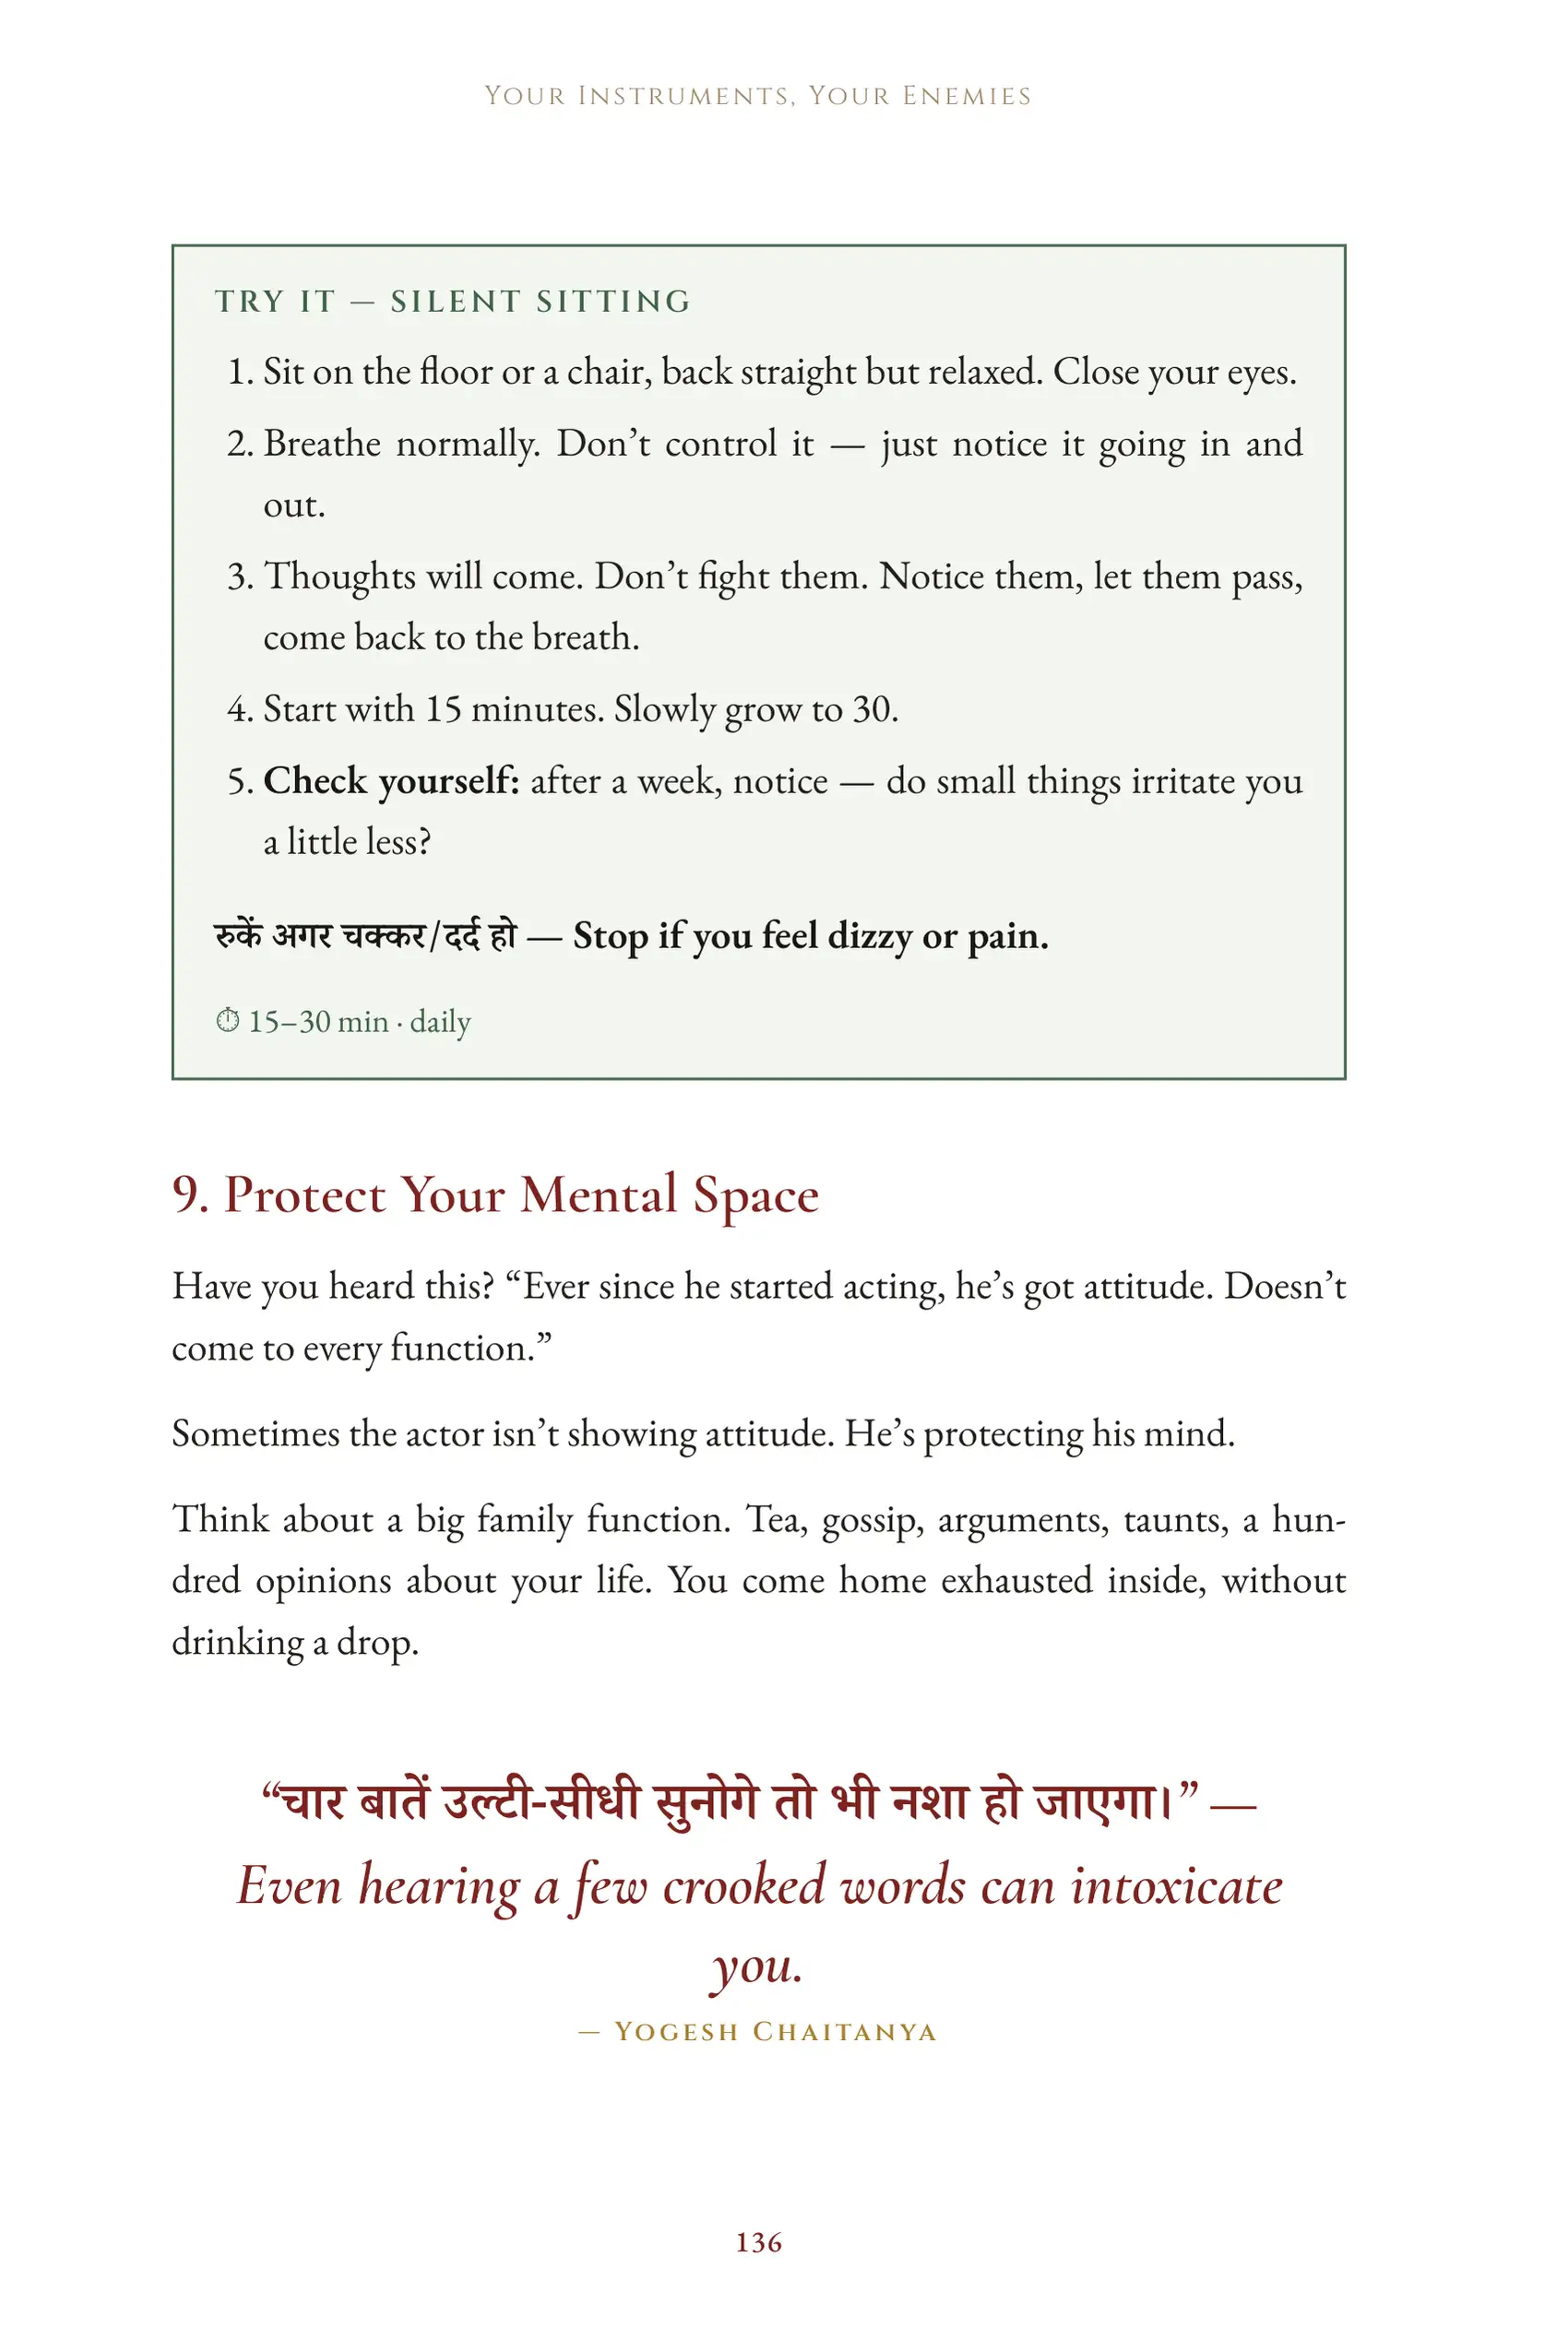 Your Instruments, Your Enemies
TRY IT — SILENT SITTING
1. Sit on the floor or a chair, back straight but relaxed. Close your eyes.
2. Breathe normally. Don’t control it — just notice it going in and
out.
3. Thoughts will come. Don’t fight them. Notice them, let them pass,
come back to the breath.
4. Start with 15 minutes. Slowly grow to 30.
5. Check yourself: after a week, notice — do small things irritate you
a little less?
रुकें अगर चक्कर/दर्द हो — Stop if you feel dizzy or pain.
⏱ 15–30 min · daily
9. Protect Your Mental Space
Have you heard this? “Ever since he started acting, he’s got attitude. Doesn’t
come to every function.”
Sometimes the actor isn’t showing attitude. He’s protecting his mind.
Think about a big family function. Tea, gossip, arguments, taunts, a hun-
dred opinions about your life. You come home exhausted inside, without
drinking a drop.
“चार बातें उल्टी-सीधी सुनोगे तो भी नशा हो जाएगा।” —
Even hearing a few crooked words can intoxicate
you.
— Yogesh Chaitanya
136